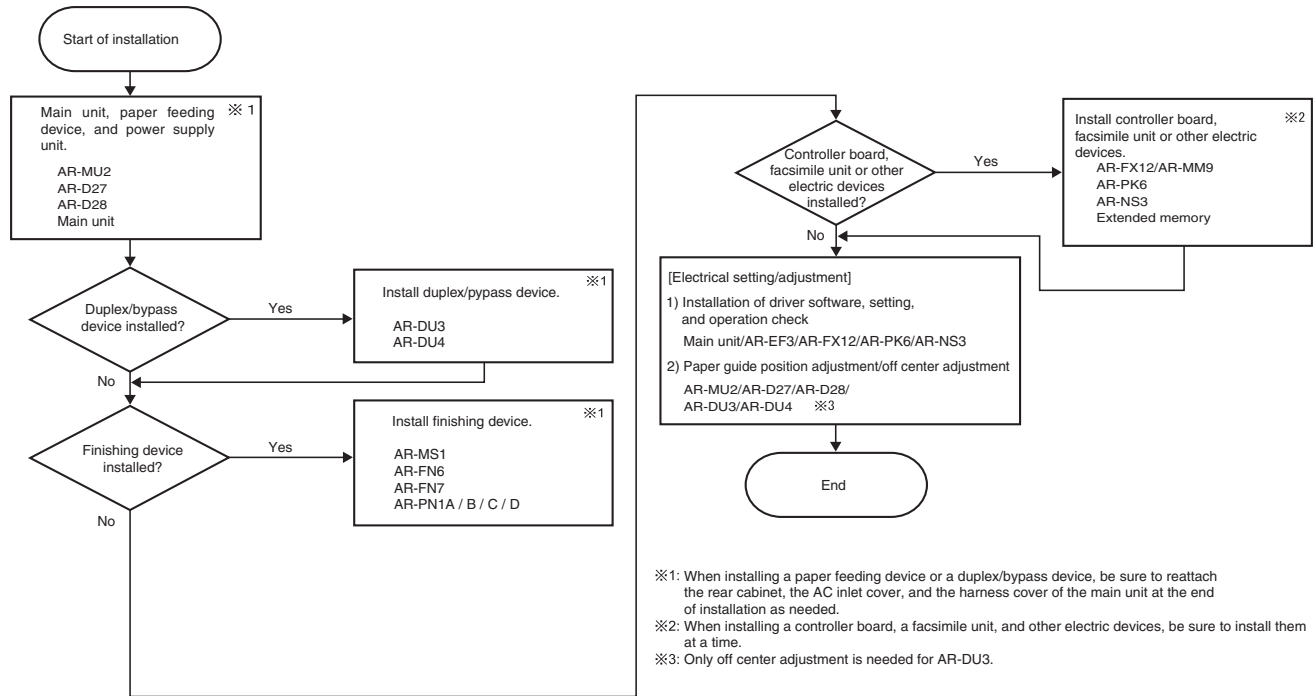 Start of installation
Main unit, paper feeding ※ 1
device, and power supply
unit.
AR-MU2
AR-D27
AR-D28
Main unit
Duplex/bypass
device installed?
Yes
No
※1
Install duplex/pypass device.
AR-DU3
AR-DU4
Finishing device
installed?
Yes
No
※1
Install finishing device.
AR-MS1
AR-FN6
AR-FN7
AR-PN1A / B / C / D
Controller board,
facsimile unit or other
electric devices
installed?
Yes
No
Install controller board, ※2
facsimile unit or other electric
devices.
AR-FX12/AR-MM9
AR-PK6
AR-NS3
Extended memory
[Electrical setting/adjustment]
1) Installation of driver software, setting,
and operation check
Main unit/AR-EF3/AR-FX12/AR-PK6/AR-NS3
2) Paper guide position adjustment/off center adjustment
AR-MU2/AR-D27/AR-D28/
AR-DU3/AR-DU4 ※3
End
※1: When installing a paper feeding device or a duplex/bypass device, be sure to reattach
the rear cabinet, the AC inlet cover, and the harness cover of the main unit at the end
of installation as needed.
※2: When installing a controller board, a facsimile unit, and other electric devices, be sure to install them
at a time.
※3: Only off center adjustment is needed for AR-DU3.